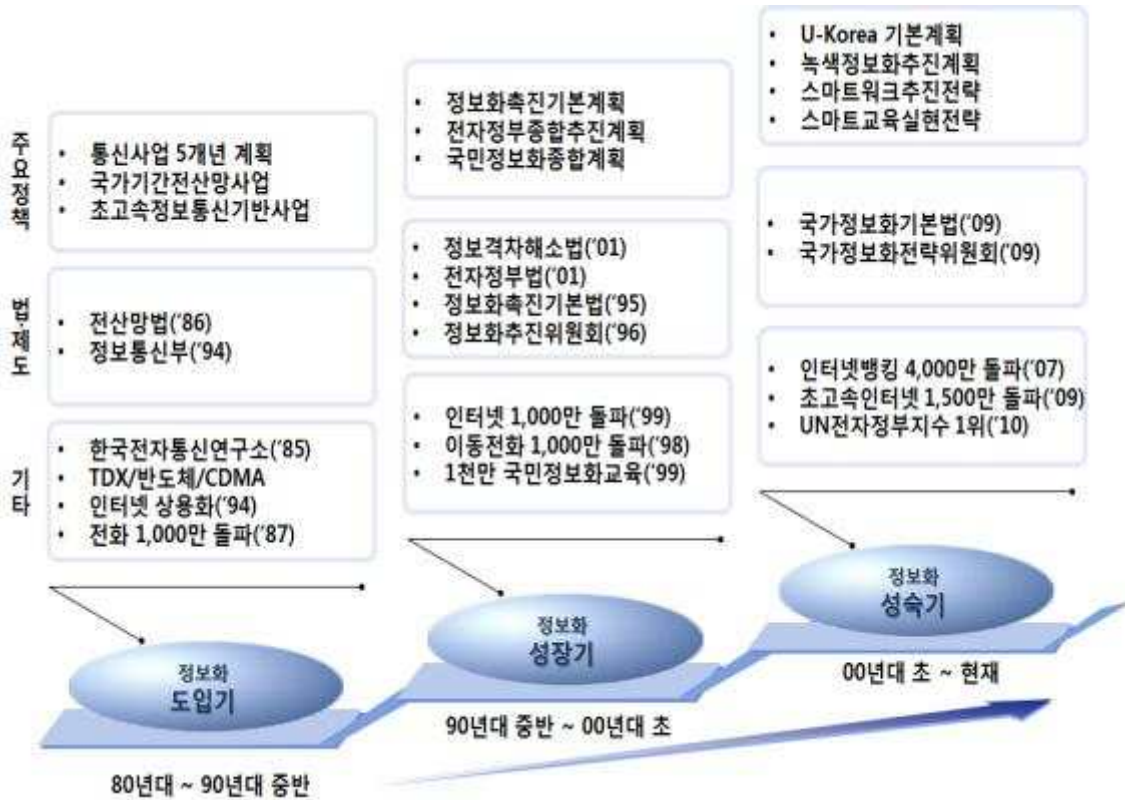 주요정책
• 통신사업 5개년 계획
• 국가기간전산망사업
• 초고속정보통신기반사업
• 정보화촉진기본계획
• 전자정부종합추진계획
• 국민정보화종합계획
• U-Korea 기본계획
• 녹색정보화추진계획
• 스마트워크추진전략
• 스마트교육실현전략
법·제도
• 전산망법('86)
• 정보통신부('94)
• 정보격차해소법('01)
• 전자정부법('01)
• 정보화촉진기본법('95)
• 정보화추진위원회('96)
• 국가정보화기본법('09)
• 국가정보화전략위원회('09)
기타
• 한국전자통신연구소('85)
• TDX/반도체/CDMA
• 인터넷 상용화('94)
• 전화 1,000만 돌파('87)
• 인터넷 1,000만 돌파('99)
• 이동전화 1,000만 돌파('98)
• 1천만 국민정보화교육('99)
• 인터넷뱅킹 4,000만 돌파('07)
• 초고속인터넷 1,500만 돌파('09)
• UN전자정부지수 1위('10)
정보화
도입기
80년대 ~ 90년대 중반
정보화
성장기
90년대 중반 ~ 00년대 초
정보화
성숙기
00년대 초 ~ 현재